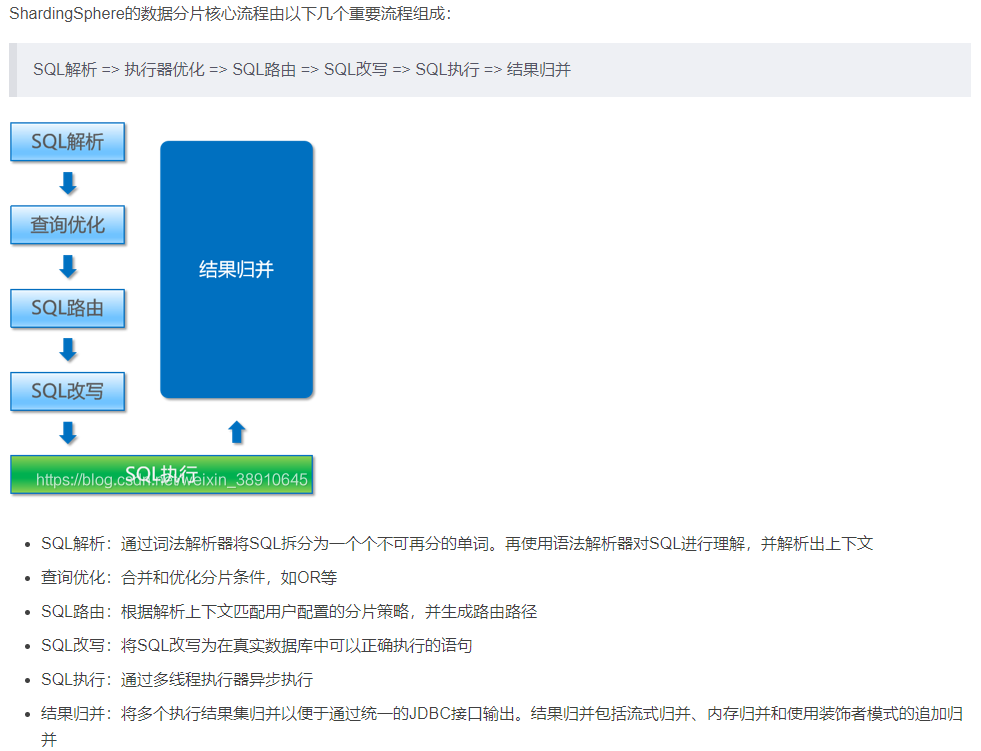 ShardingSphere的数据分片核心流程由以下几个重要流程组成：
SQL解析 => 执行器优化 => SQL路由 => SQL改写 => SQL执行 => 结果归并
SQL解析
查询优化
SQL路由
SQL改写
结果归并
SQL执行
https://blog.csdn.net/weixin_38910645
SQL解析：通过词法解析器将SQL拆分为一个个不可再分的单词。再使用语法解析器对SQL进行理解，并解析出上下文
查询优化：合并和优化分片条件，如OR等
SQL路由：根据解析上下文匹配用户配置的分片策略，并生成路由路径
SQL改写：将SQL改写为在真实数据库中可以正确执行的语句
SQL执行：通过多线程执行器异步执行
结果归并：将多个执行结果集归并以便于通过统一的JDBC接口输出。结果归并包括流式归并、内存归并和使用装饰者模式的追加归
并